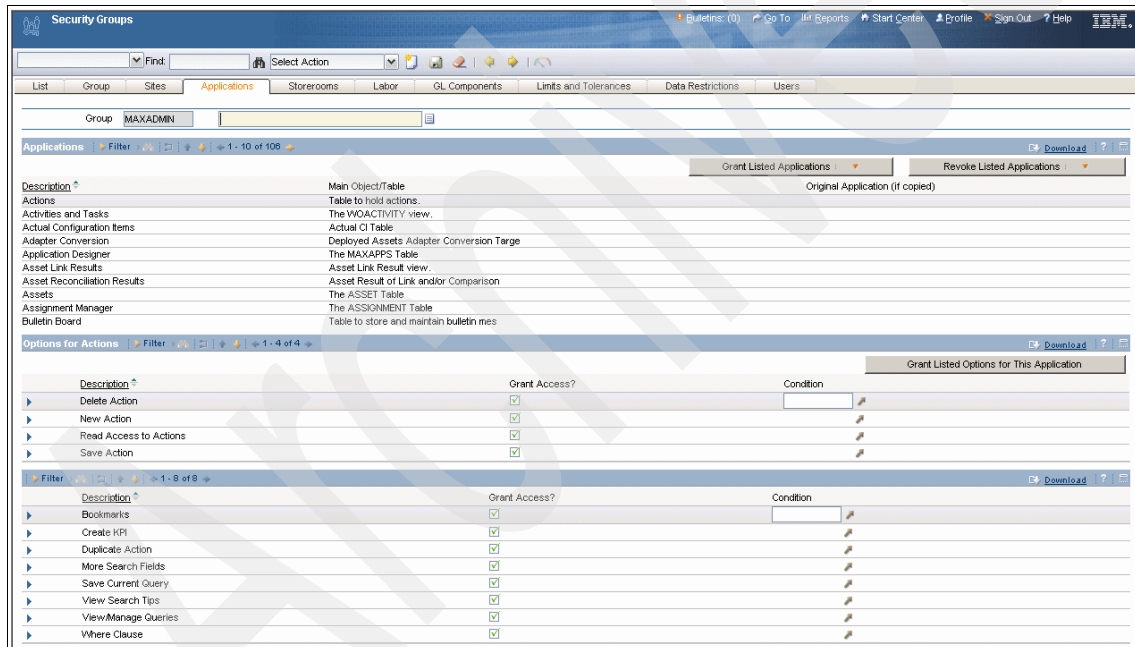 Security Groups
Bulletins: (0) Go To Reports Start Center Profile Sign Out ? Help IBM.
Find: Select Action
List Group Sites Applications Storerooms Labor GL Components Limits and Tolerances Data Restrictions Users
Group MAXADMIN
Applications Filter 1 - 10 of 106 Download ?
Grant Listed Applications Revoke Listed Applications
Description Main Object/Table Original Application (if copied)
Actions Table to hold actions.
Activities and Tasks The WOACTIVITY view.
Actual Configuration Items Actual CI Table
Adapter Conversion Deployed Assets Adapter Conversion Targe
Application Designer The MAXAPPS Table
Asset Link Results Asset Link Result view.
Asset Reconciliation Results Asset Result of Link and/or Comparison
Assets The ASSET Table
Assignment Manager The ASSIGNMENT Table
Bulletin Board Table to store and maintain bulletin mes
Options for Actions Filter 1 - 4 of 4 Download ?
Grant Listed Options for This Application
Description Grant Access? Condition
Delete Action
New Action
Read Access to Actions
Save Action
Filter 1 - 8 of 8 Download ?
Description Grant Access? Condition
Bookmarks
Create KPI
Duplicate Action
More Search Fields
Save Current Query
View Search Tips
View/Manage Queries
Where Clause